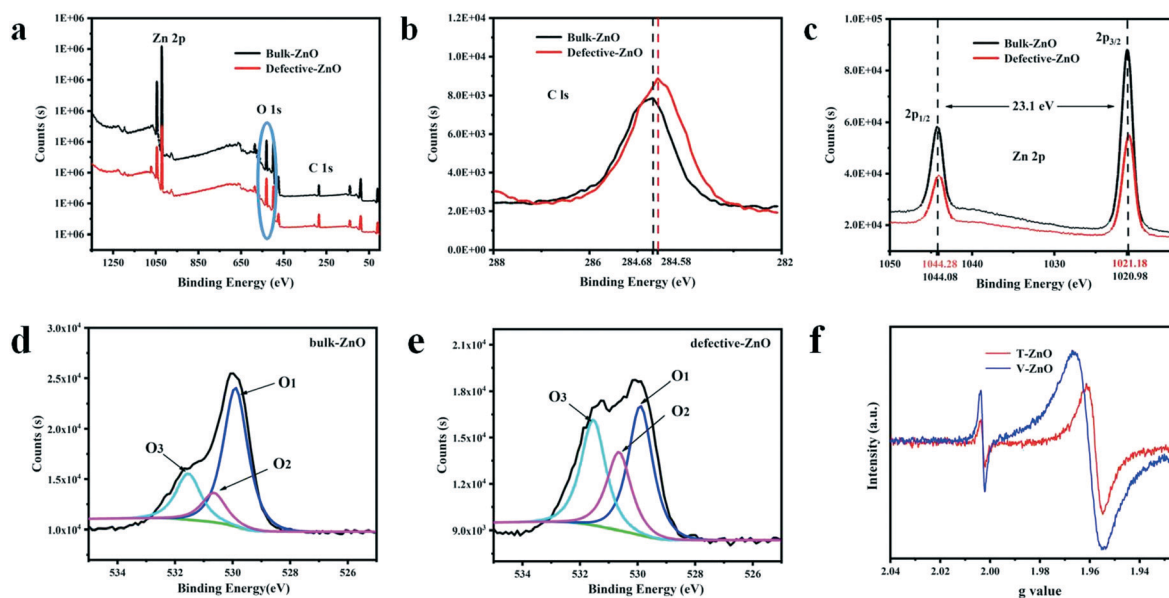 a
Zn 2p
Bulk-ZnO
Defective-ZnO
O 1s
C 1s
1E+06
1E+06
1E+06
1E+06
1E+06
1E+06
1E+06
1E+06
Counts (s)
1250 1050 850 650 450 250 50
Binding Energy (eV)
b
Bulk-ZnO
Defective-ZnO
C ls
1.2E+04
1.0E+04
8.0E+03
6.0E+03
4.0E+03
2.0E+03
0.0E+00
Counts (s)
288 286 284.68 284.58 282
Binding Energy (eV)
c
Bulk-ZnO
Defective-ZnO
2p3/2
2p1/2
23.1 eV
Zn 2p
1.0E+05
8.0E+04
6.0E+04
4.0E+04
2.0E+04
Counts (s)
1050 1044.28 1040 1030 1021.18
1044.08 1020.98
Binding Energy (eV)
d
bulk-ZnO
O1
O3
O2
3.0x10⁴
2.5x10⁴
2.0x10⁴
1.5x10⁴
1.0x10⁴
Counts (s)
534 532 530 528 526
Binding Energy(eV)
e
defective-ZnO
O1
O3
O2
2.1x10⁴
1.8x10⁴
1.5x10⁴
1.2x10⁴
9.0x10³
Counts (s)
534 532 530 528 526
Binding Energy(eV)
f
T-ZnO
V-ZnO
Intensity (a.u.)
2.04 2.02 2.00 1.98 1.96 1.94
g value